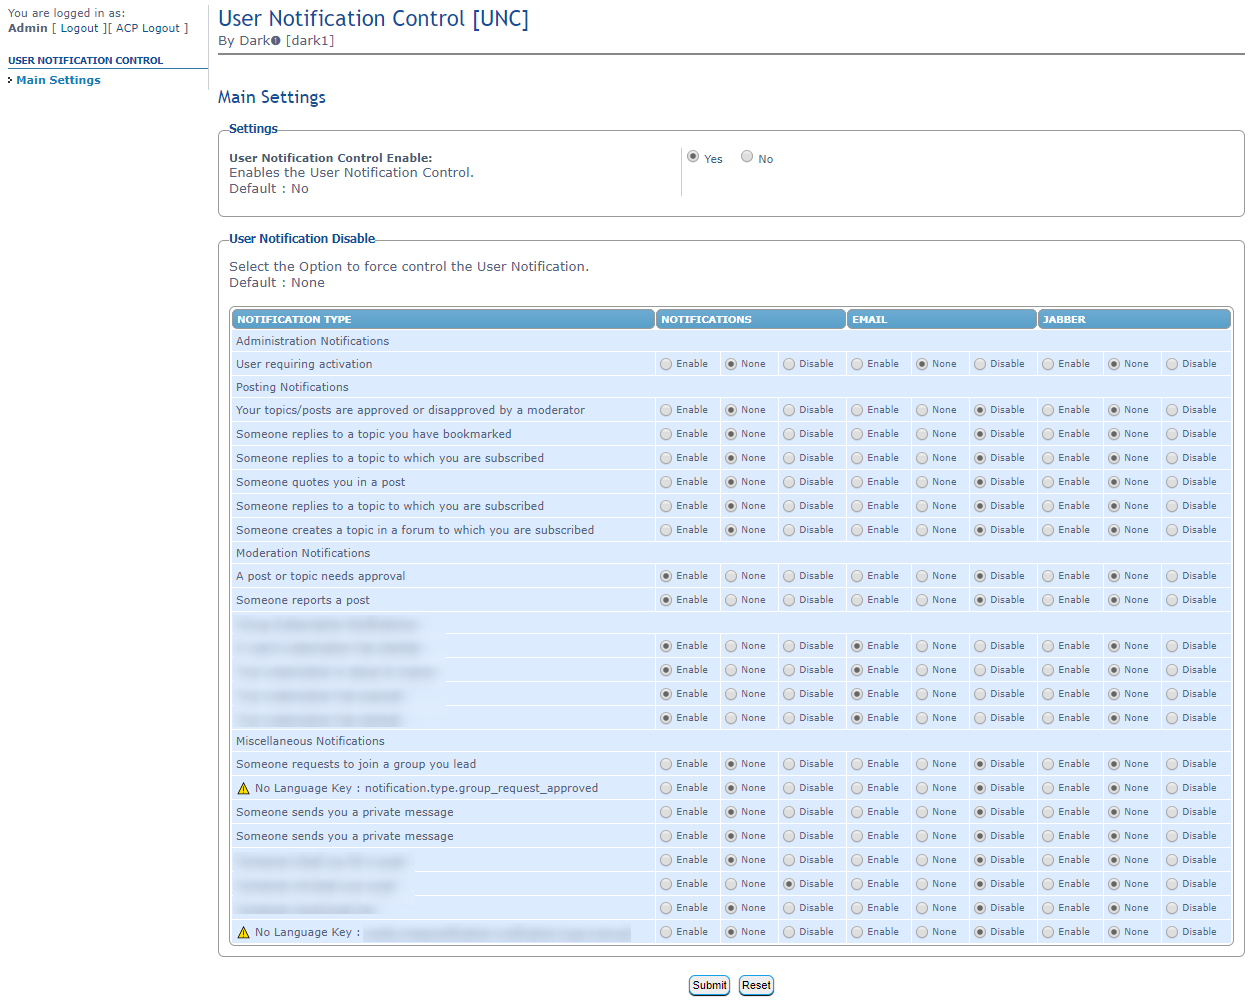 You are logged in as:
Admin [ Logout ][ ACP Logout ]
USER NOTIFICATION CONTROL
Main Settings
User Notification Control [UNC]
By Dark❶ [dark1]
Main Settings
Settings
User Notification Control Enable:
Enables the User Notification Control.
Default : No
Yes No
User Notification Disable
Select the Option to force control the User Notification.
Default : None
NOTIFICATION TYPE NOTIFICATIONS EMAIL JABBER
Administration Notifications
User requiring activation Enable None Disable Enable None Disable Enable None Disable
Posting Notifications
Your topics/posts are approved or disapproved by a moderator Enable None Disable Enable None Disable Enable None Disable
Someone replies to a topic you have bookmarked Enable None Disable Enable None Disable Enable None Disable
Someone replies to a topic to which you are subscribed Enable None Disable Enable None Disable Enable None Disable
Someone quotes you in a post Enable None Disable Enable None Disable Enable None Disable
Someone replies to a topic to which you are subscribed Enable None Disable Enable None Disable Enable None Disable
Someone creates a topic in a forum to which you are subscribed Enable None Disable Enable None Disable Enable None Disable
Moderation Notifications
A post or topic needs approval Enable None Disable Enable None Disable Enable None Disable
Someone reports a post Enable None Disable Enable None Disable Enable None Disable
Enable None Disable Enable None Disable Enable None Disable
Enable None Disable Enable None Disable Enable None Disable
Enable None Disable Enable None Disable Enable None Disable
Enable None Disable Enable None Disable Enable None Disable
Miscellaneous Notifications
Someone requests to join a group you lead Enable None Disable Enable None Disable Enable None Disable
No Language Key : notification.type.group_request_approved Enable None Disable Enable None Disable Enable None Disable
Someone sends you a private message Enable None Disable Enable None Disable Enable None Disable
Someone sends you a private message Enable None Disable Enable None Disable Enable None Disable
Enable None Disable Enable None Disable Enable None Disable
Enable None Disable Enable None Disable Enable None Disable
Enable None Disable Enable None Disable Enable None Disable
No Language Key : Enable None Disable Enable None Disable Enable None Disable
Submit Reset